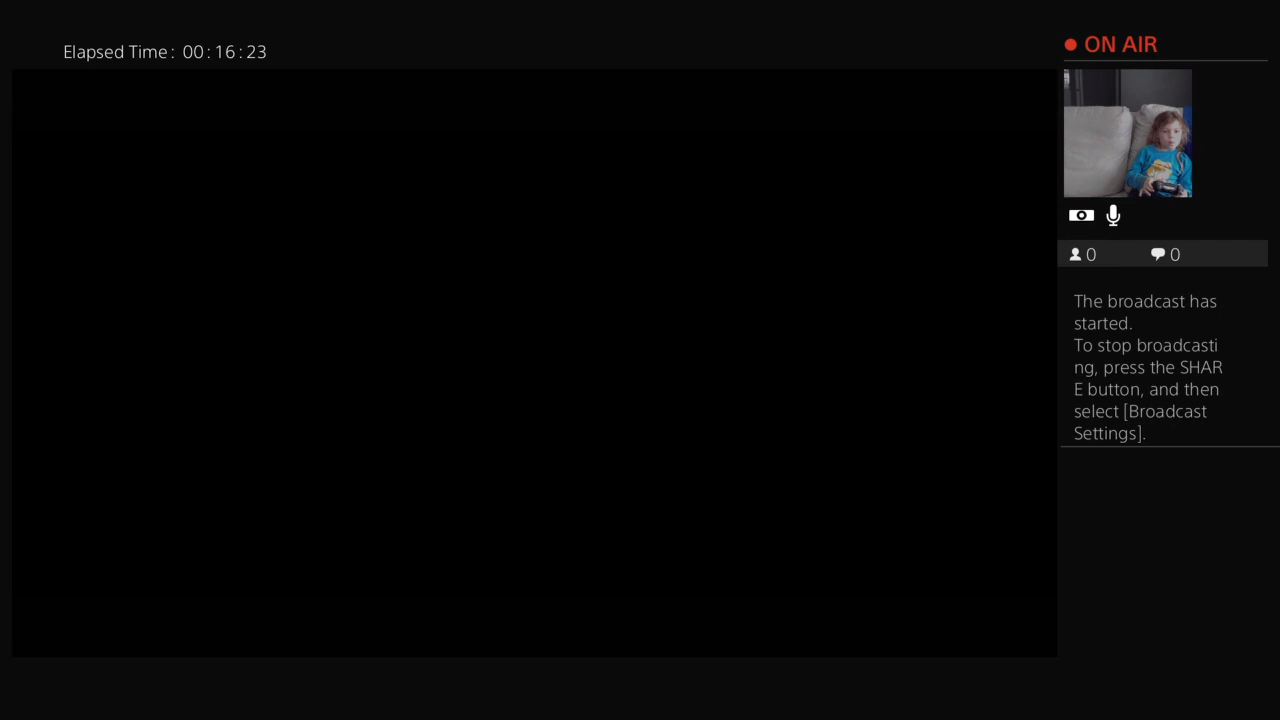 Elapsed Time: 00:16:23
ON AIR
0 0
The broadcast has
started.
To stop broadcasti
ng, press the SHAR
E button, and then
select [Broadcast
Settings].